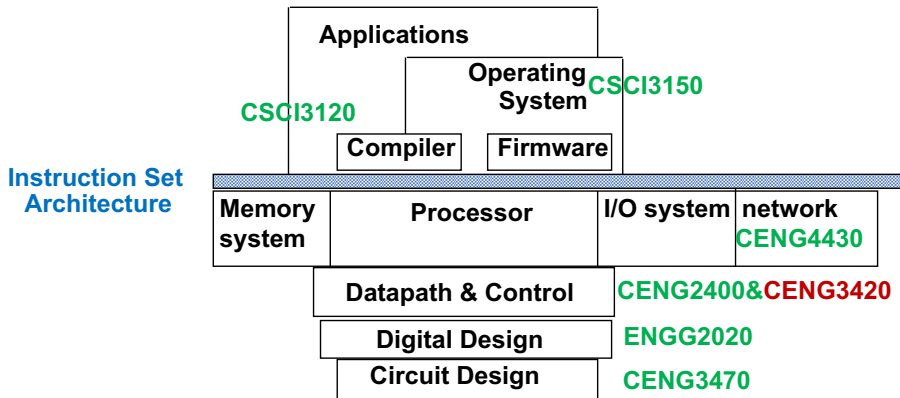 Applications
Operating
System
CSCI3150
CSCI3120
Compiler
Firmware
Instruction Set
Architecture
Memory
system
Processor
I/O system
network
CENG4430
Datapath & Control
CENG2400&CENG3420
Digital Design
ENGG2020
Circuit Design
CENG3470